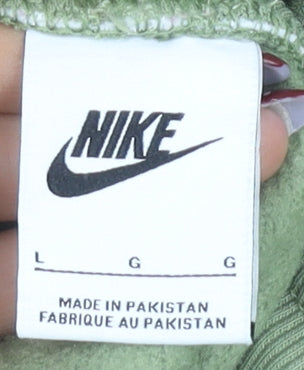 NIKE
L G G
MADE IN PAKISTAN
FABRIQUE AU PAKISTAN